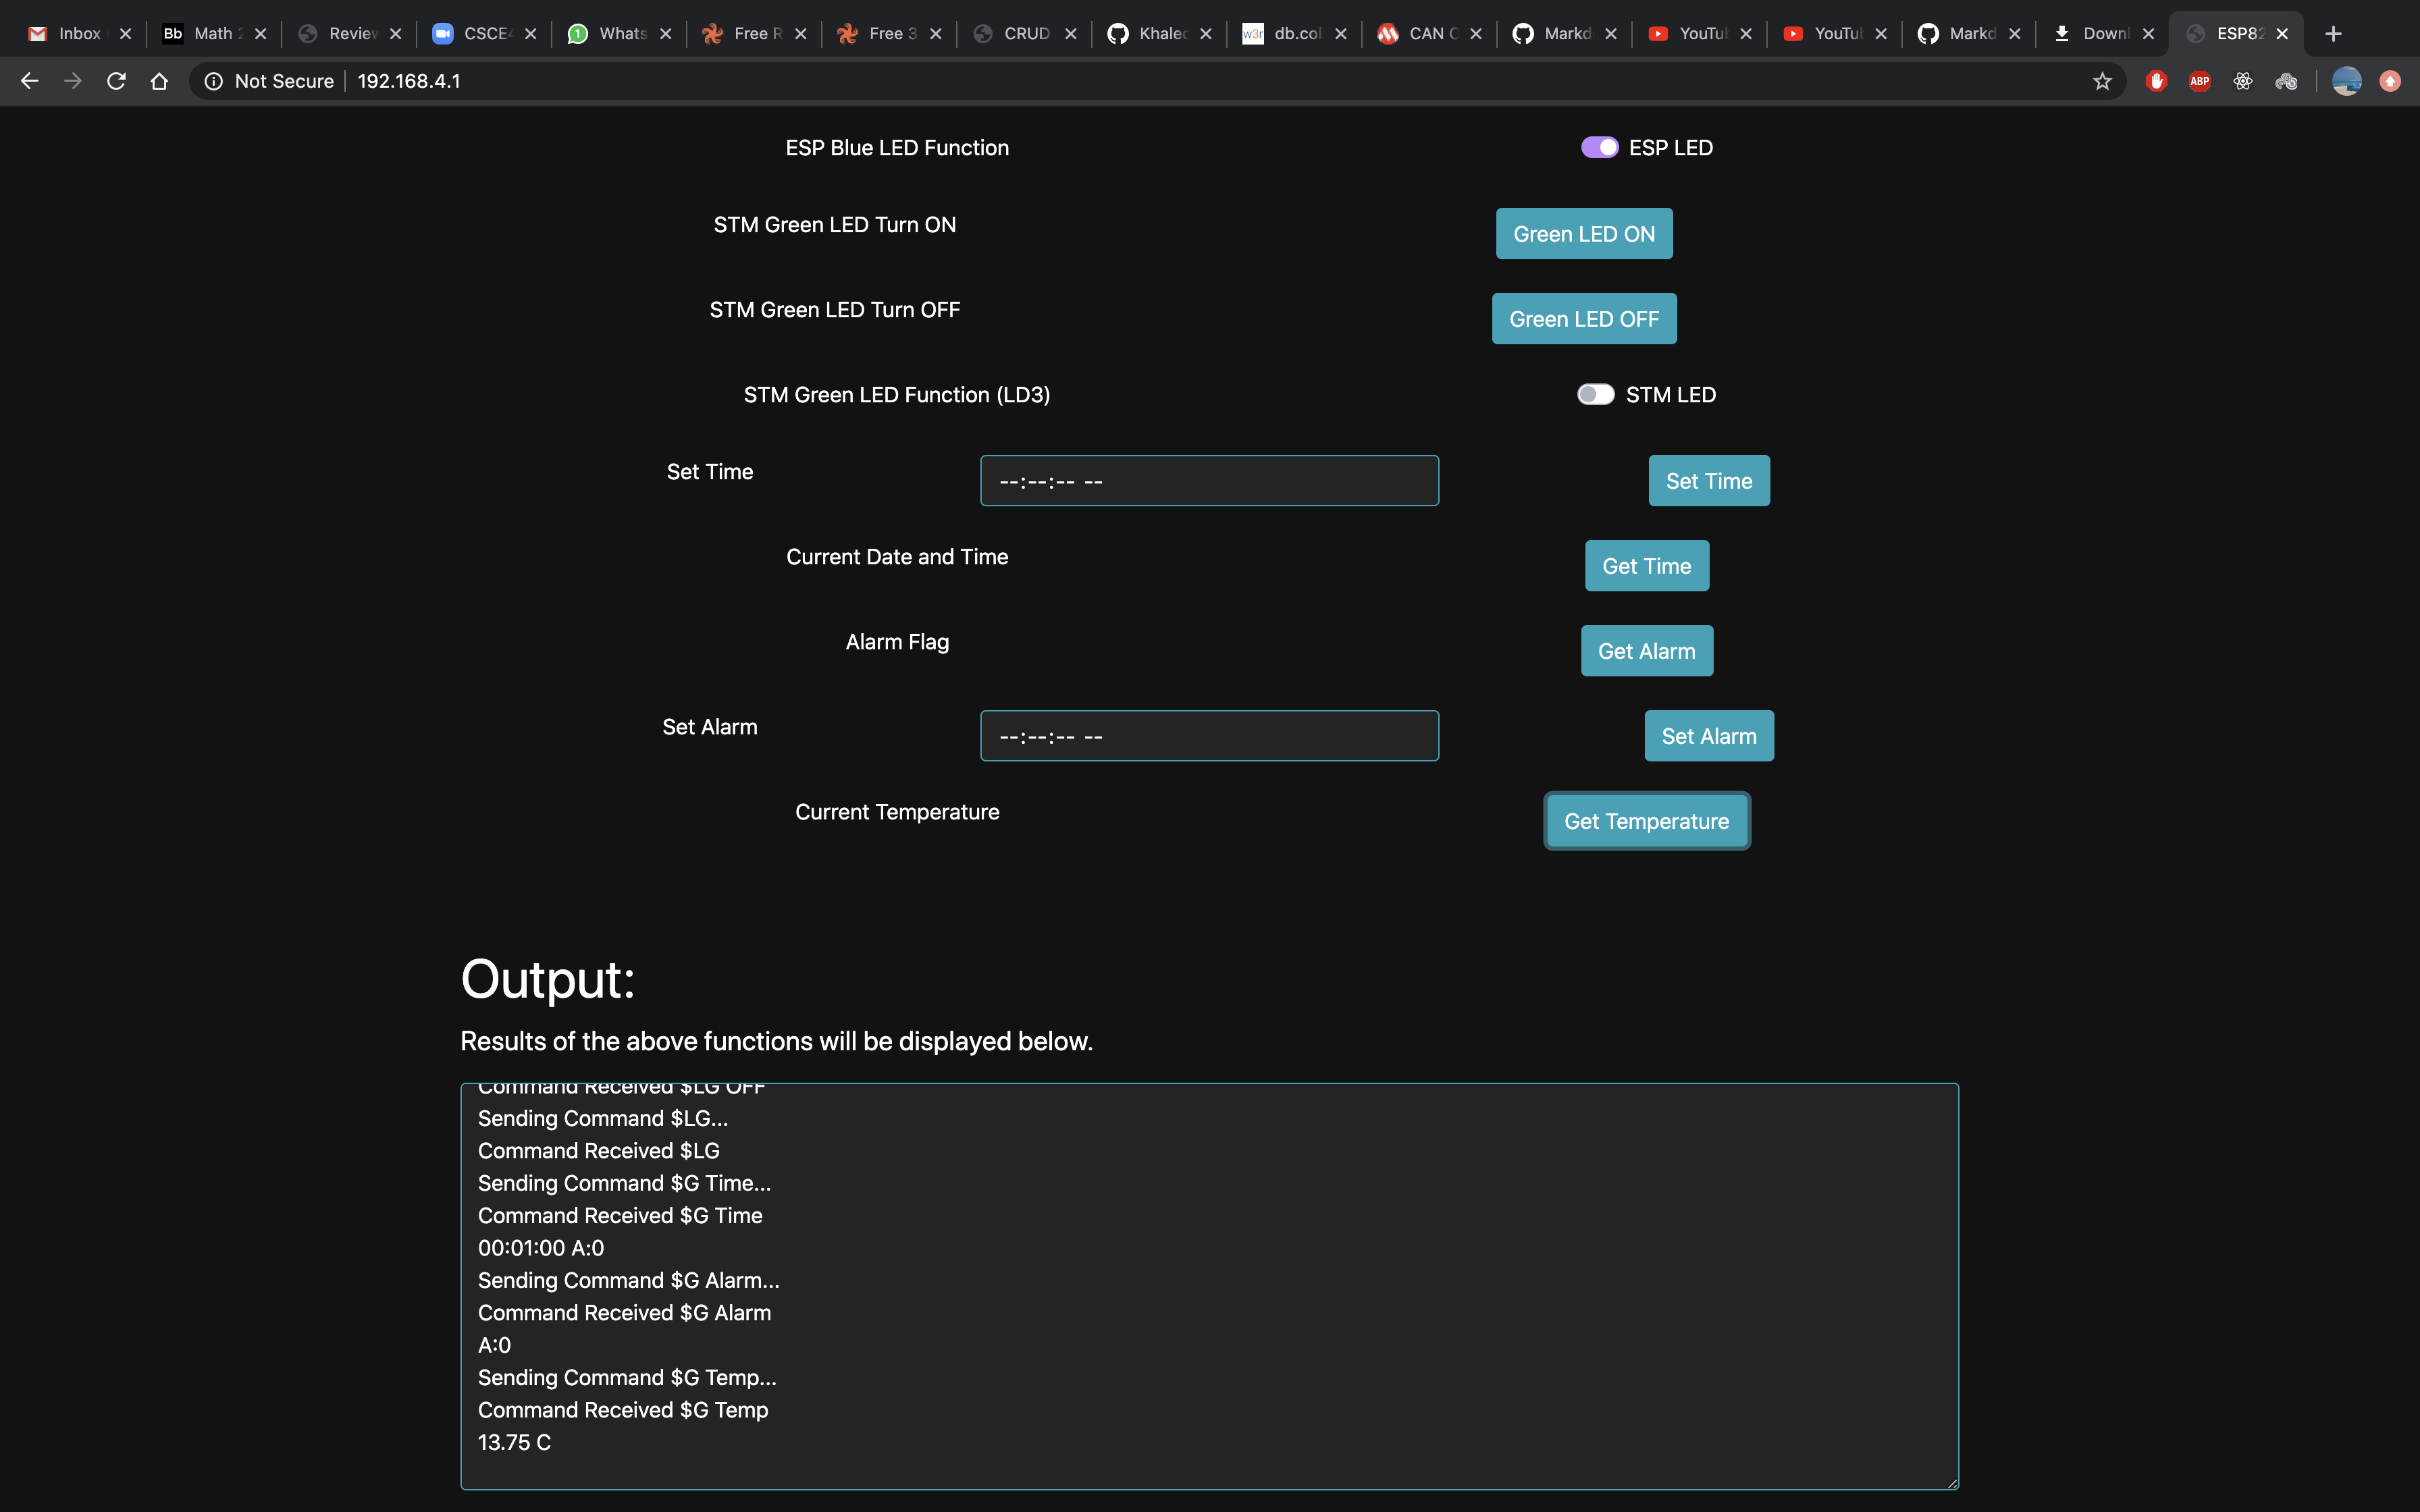 Inbox Math 2 Review CSCE4 Whats Free R Free 3 CRUD Khaled db.col CAN C Markd YouTu YouTu Markd Downl ESP82
Not Secure 192.168.4.1 ABP
ESP Blue LED Function ESP LED
STM Green LED Turn ON Green LED ON
STM Green LED Turn OFF Green LED OFF
STM Green LED Function (LD3) STM LED
Set Time --:--:-- -- Set Time
Current Date and Time Get Time
Alarm Flag Get Alarm
Set Alarm --:--:-- -- Set Alarm
Current Temperature Get Temperature
Output:
Results of the above functions will be displayed below.
Command Received $LG OFF
Sending Command $LG...
Command Received $LG
Sending Command $G Time...
Command Received $G Time
00:01:00 A:0
Sending Command $G Alarm...
Command Received $G Alarm
A:0
Sending Command $G Temp...
Command Received $G Temp
13.75 C